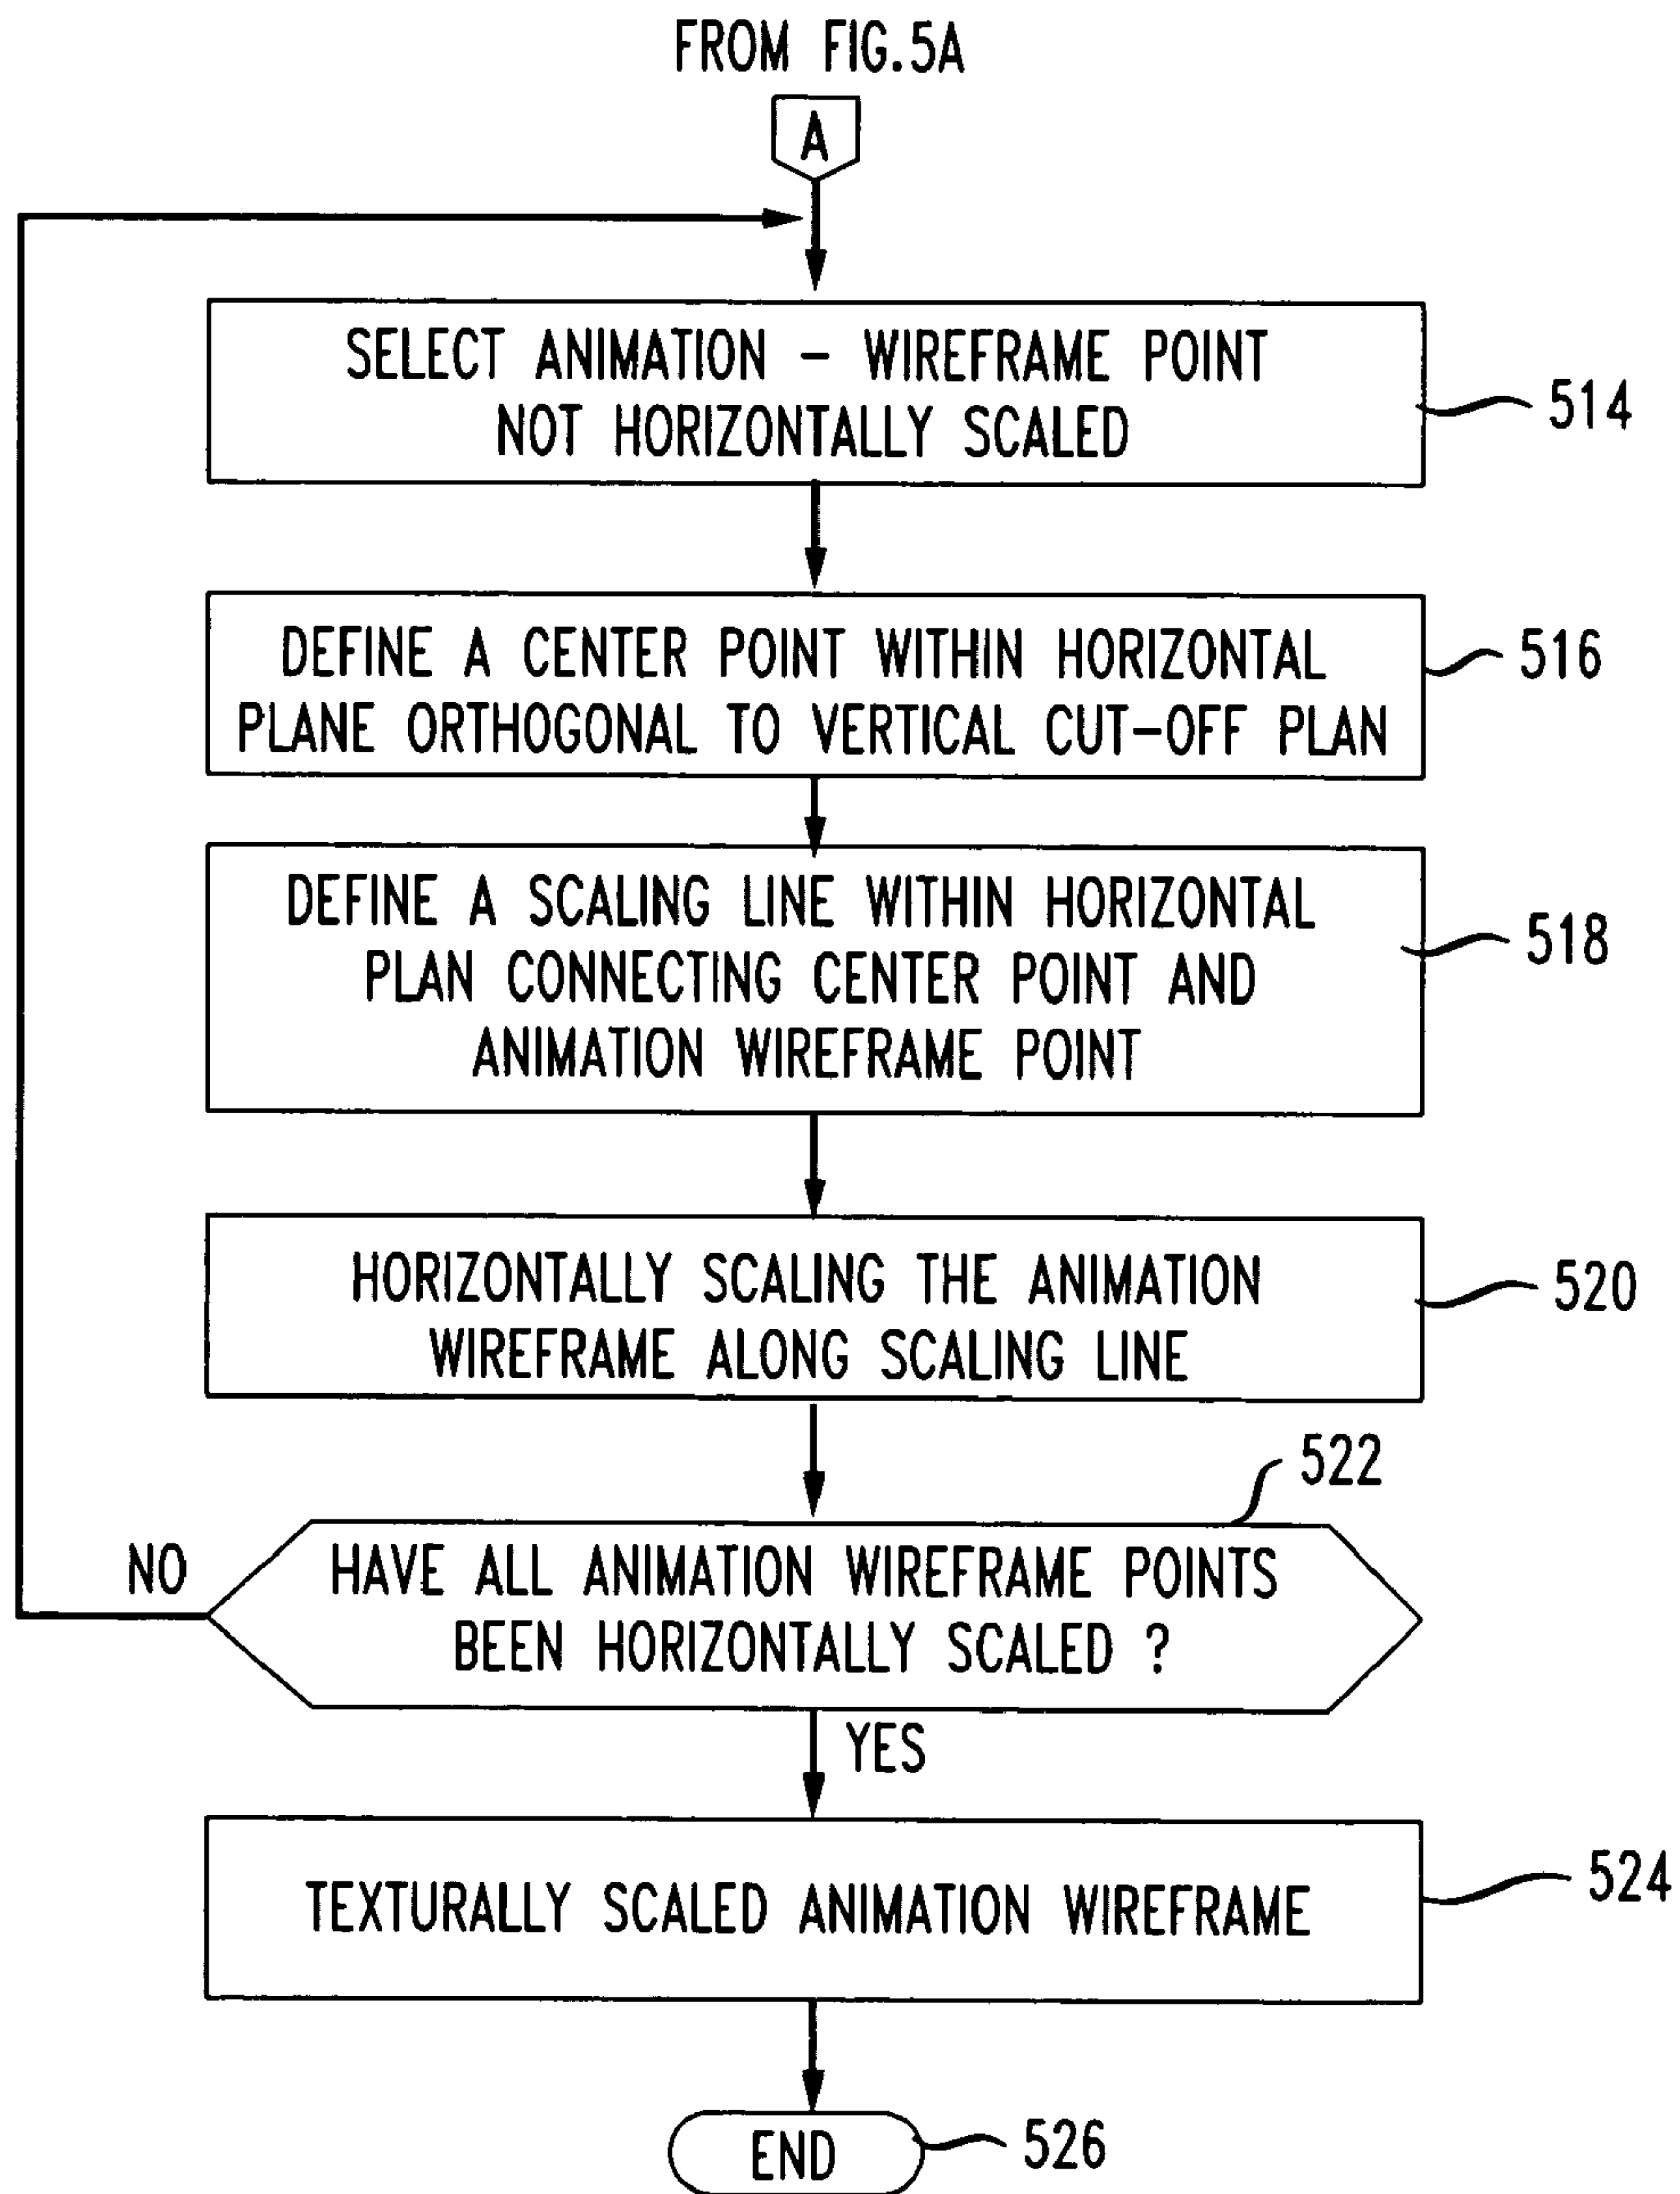 FROM FIG.5A
A
SELECT ANIMATION - WIREFRAME POINT
NOT HORIZONTALLY SCALED
514
DEFINE A CENTER POINT WITHIN HORIZONTAL
PLANE ORTHOGONAL TO VERTICAL CUT-OFF PLAN
516
DEFINE A SCALING LINE WITHIN HORIZONTAL
PLAN CONNECTING CENTER POINT AND
ANIMATION WIREFRAME POINT
518
HORIZONTALLY SCALING THE ANIMATION
WIREFRAME ALONG SCALING LINE
520
522
NO
HAVE ALL ANIMATION WIREFRAME POINTS
BEEN HORIZONTALLY SCALED ?
YES
TEXTURALLY SCALED ANIMATION WIREFRAME
524
END
526